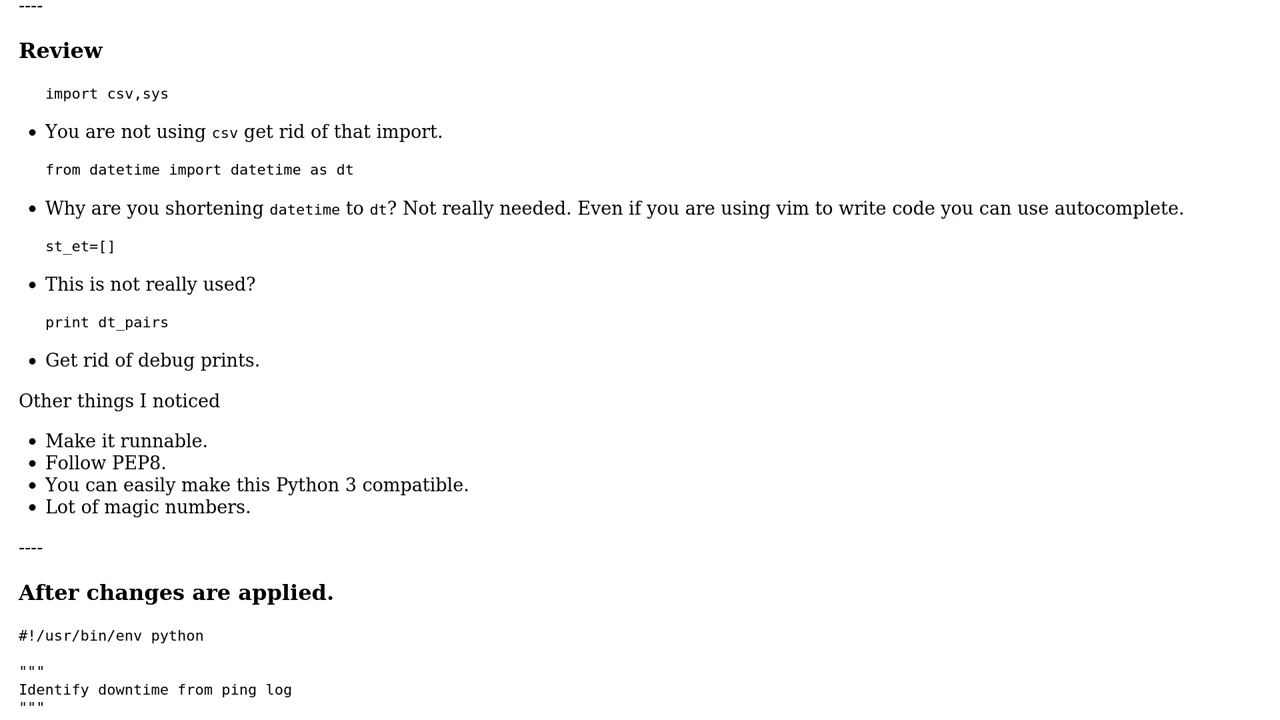 ----
Review
import csv,sys
• You are not using csv get rid of that import.
from datetime import datetime as dt
• Why are you shortening datetime to dt? Not really needed. Even if you are using vim to write code you can use autocomplete.
st_et=[]
• This is not really used?
print dt_pairs
• Get rid of debug prints.
Other things I noticed
• Make it runnable.
• Follow PEP8.
• You can easily make this Python 3 compatible.
• Lot of magic numbers.
----
After changes are applied.
#!/usr/bin/env python
"""
Identify downtime from ping log
"""